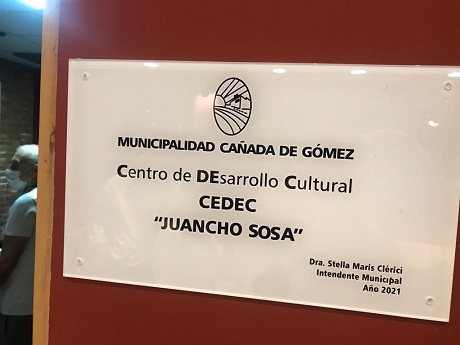 MUNICIPALIDAD CAÑADA DE GÓMEZ
Centro de DEsarrollo Cultural
CEDEC
“JUANCHO SOSA”
Dra. Stella Maris Clérici
Intendente Municipal
Año 2021